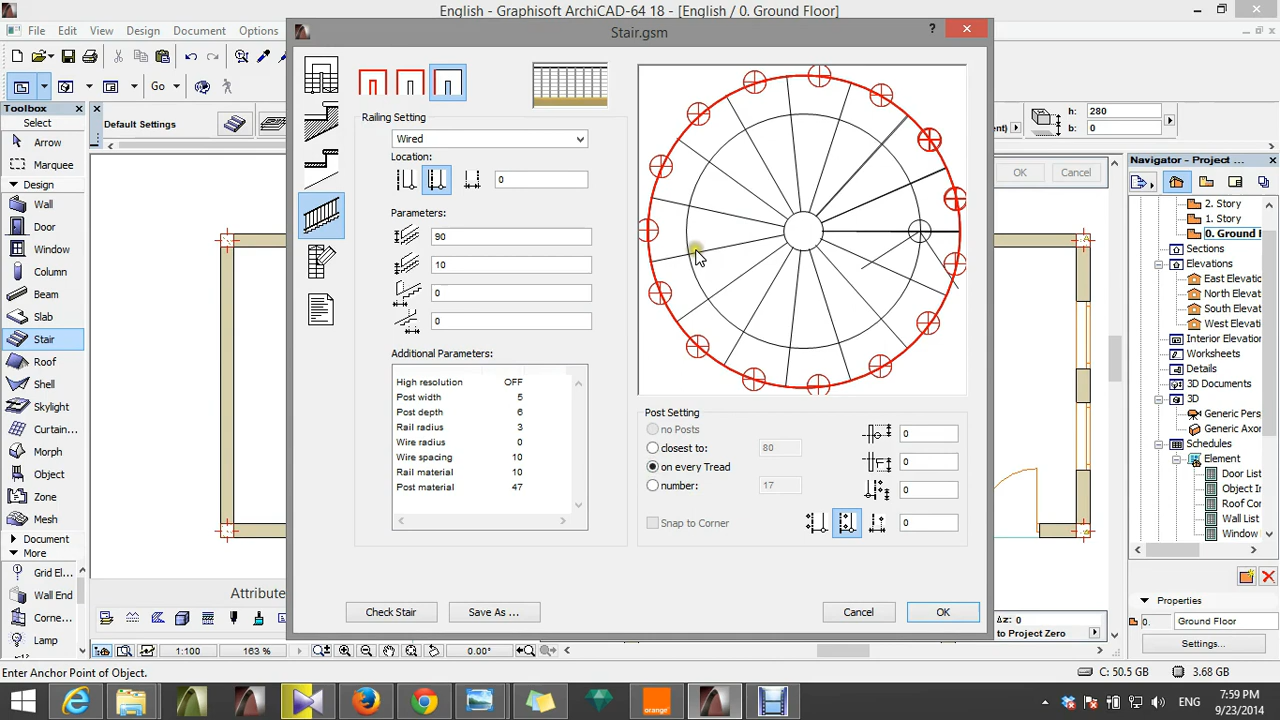 English - Graphisoft ArchiCAD-64 18 - [English / 0. Ground Floor]
File Edit View Design Document Options
Stair.gsm
?
Go
Toolbox
Select
Arrow
Marquee
Design
Wall
Door
Window
Column
Beam
Slab
Stair
Roof
Shell
Skylight
Curtain...
Morph
Object
Zone
Mesh
Document
More
Grid El...
Wall End
Corne...
Lamp
Default Settings
Railing Setting
Wired
Location:
0
Parameters:
90
10
0
0
Additional Parameters:
High resolution OFF
Post width 5
Post depth 6
Rail radius 3
Wire radius 0
Wire spacing 10
Rail material 10
Post material 47
Post Setting
no Posts
closest to: 80
on every Tread
number: 17
Snap to Corner
0
0
0
0
Check Stair
Save As ...
Cancel
OK
h: 280
b: 0
OK
Cancel
Navigator - Project ...
2. Story
1. Story
0. Ground
Sections
Elevations
East Elevat
North Elevat
South Elevat
West Elevat
Interior Elevatio
Worksheets
Details
3D Documents
3D
Generic Pers
Generic Axo
Schedules
Element
Door List
Object In
Roof Cor
Wall List
Window
Properties
0. Ground Floor
Settings...
Attribute
Δz: 0
to Project Zero
1:100
163 %
0.00°
Enter Anchor Point of Object.
C: 50.5 GB
3.68 GB
orange
ENG
7:59 PM
9/23/2014